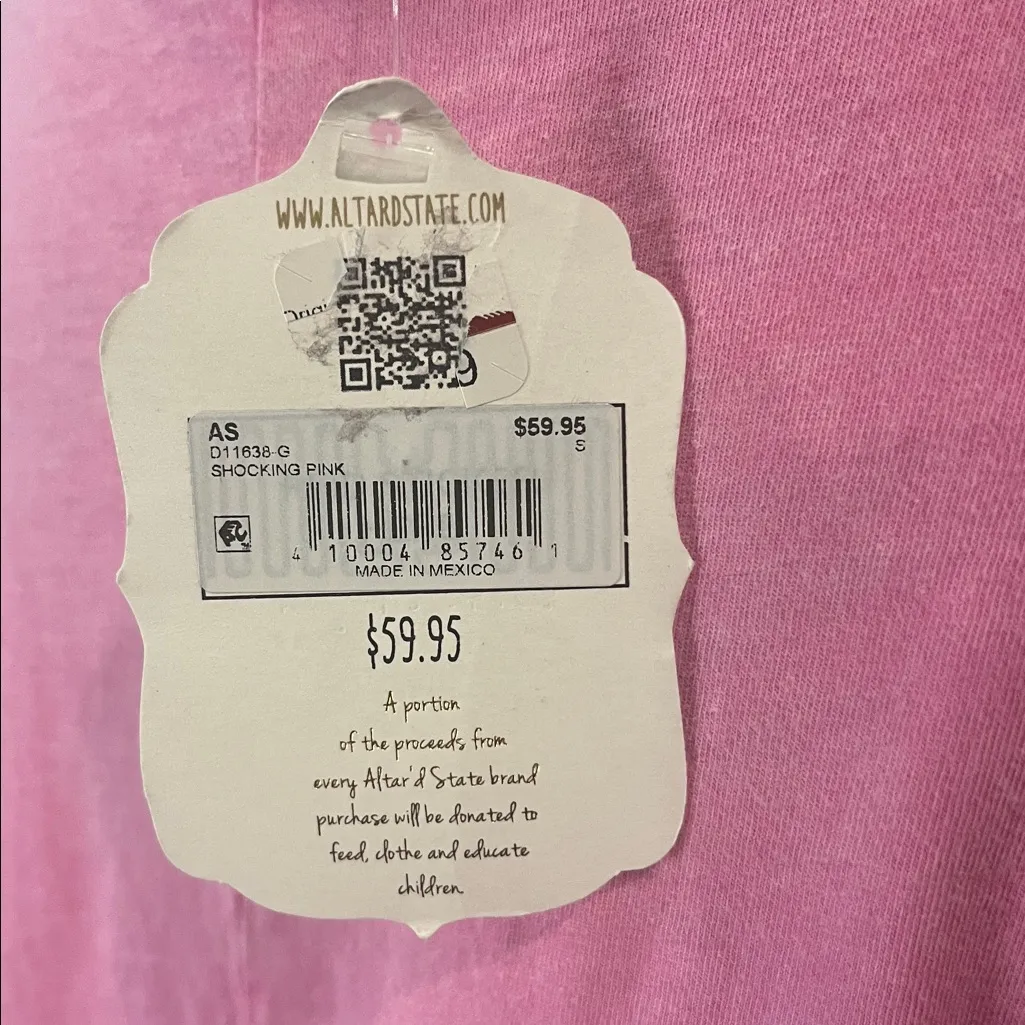 WWW.ALTARDSTATE.COM
AS $59.95
D11638-G S
SHOCKING PINK
4 10004 85746 1
MADE IN MEXICO
$59.95
A portion
of the proceeds from
every Altar'd State brand
purchase will be donated to
feed, clothe and educate
children